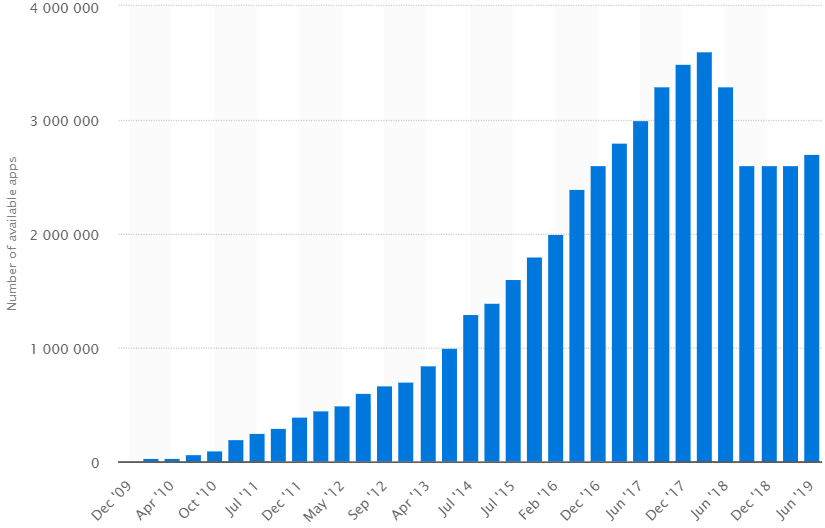 4 000 000
3 000 000
2 000 000
1 000 000
0
Number of available apps
Dec '09
Apr '10
Oct '10
Jul '11
Dec '11
May '12
Sep '12
Apr '13
Jul '14
Jul '15
Feb '16
Dec '16
Jun '17
Dec '17
Jun '18
Dec '18
Jun '19